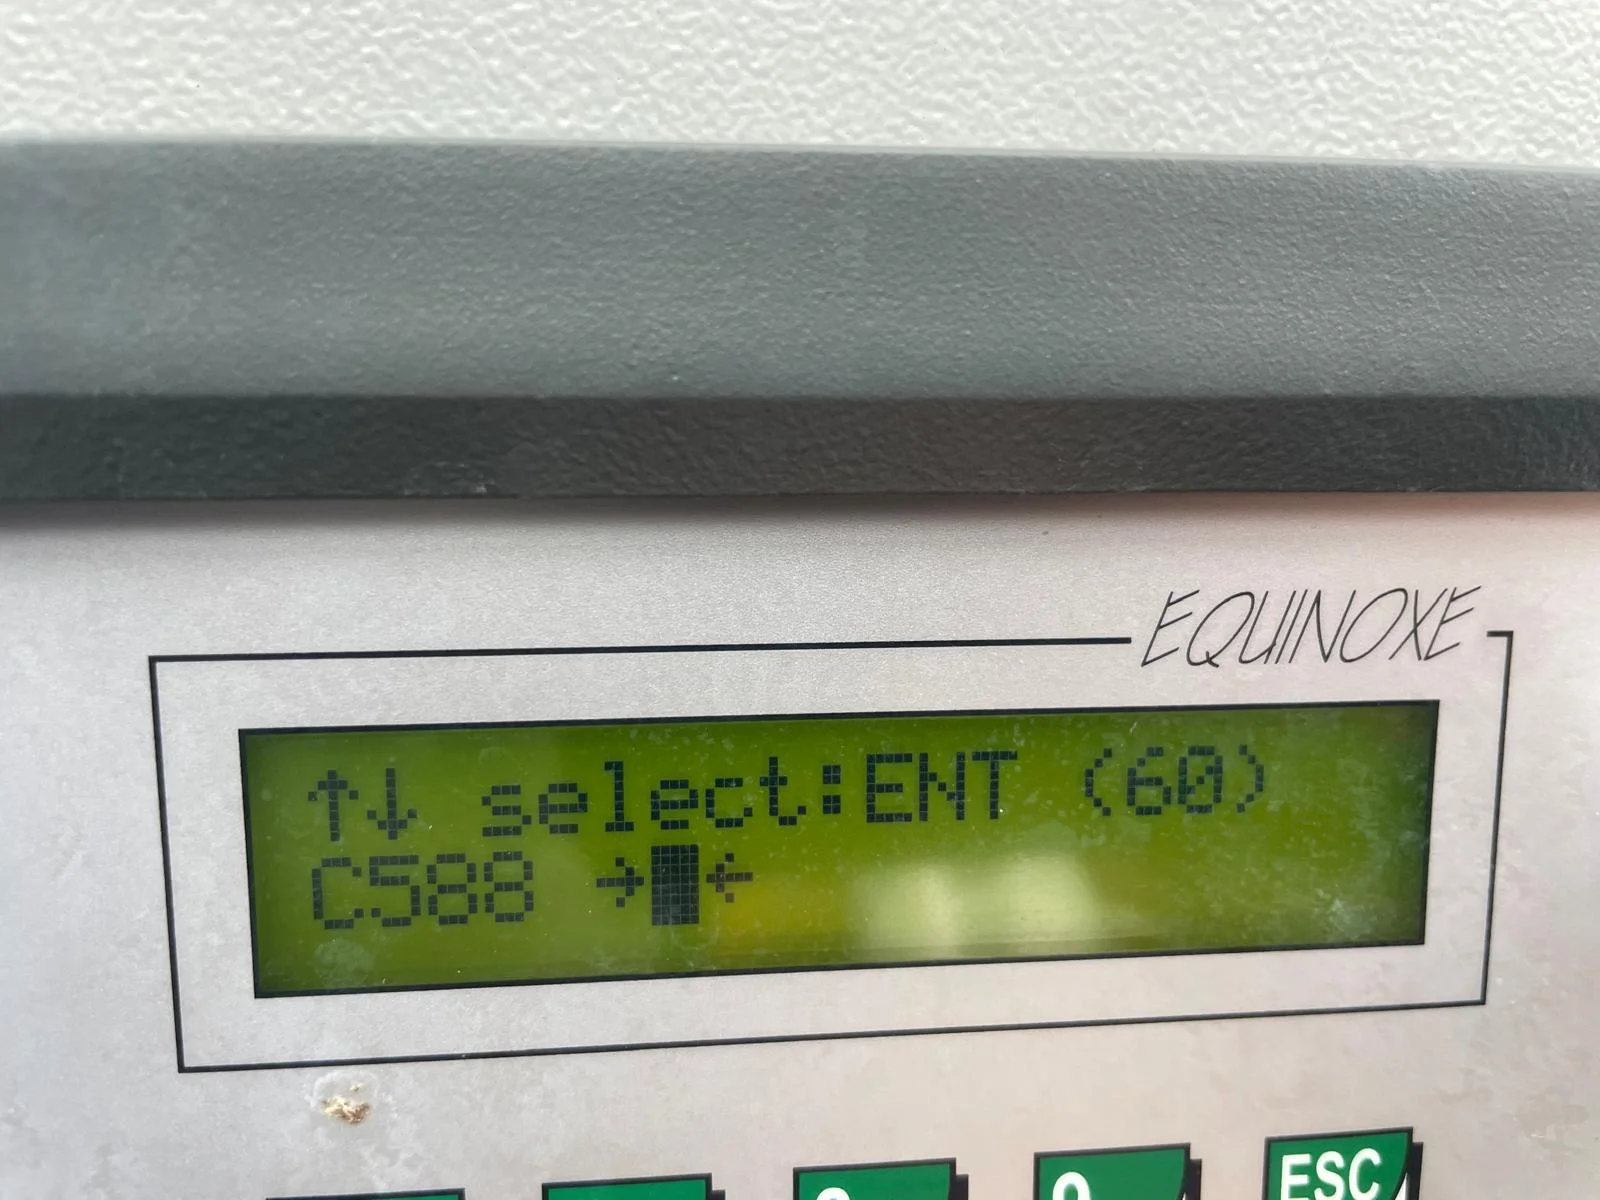 EQUINOXE
↑↓ select:ENT (60)
C588 →█←
ESC